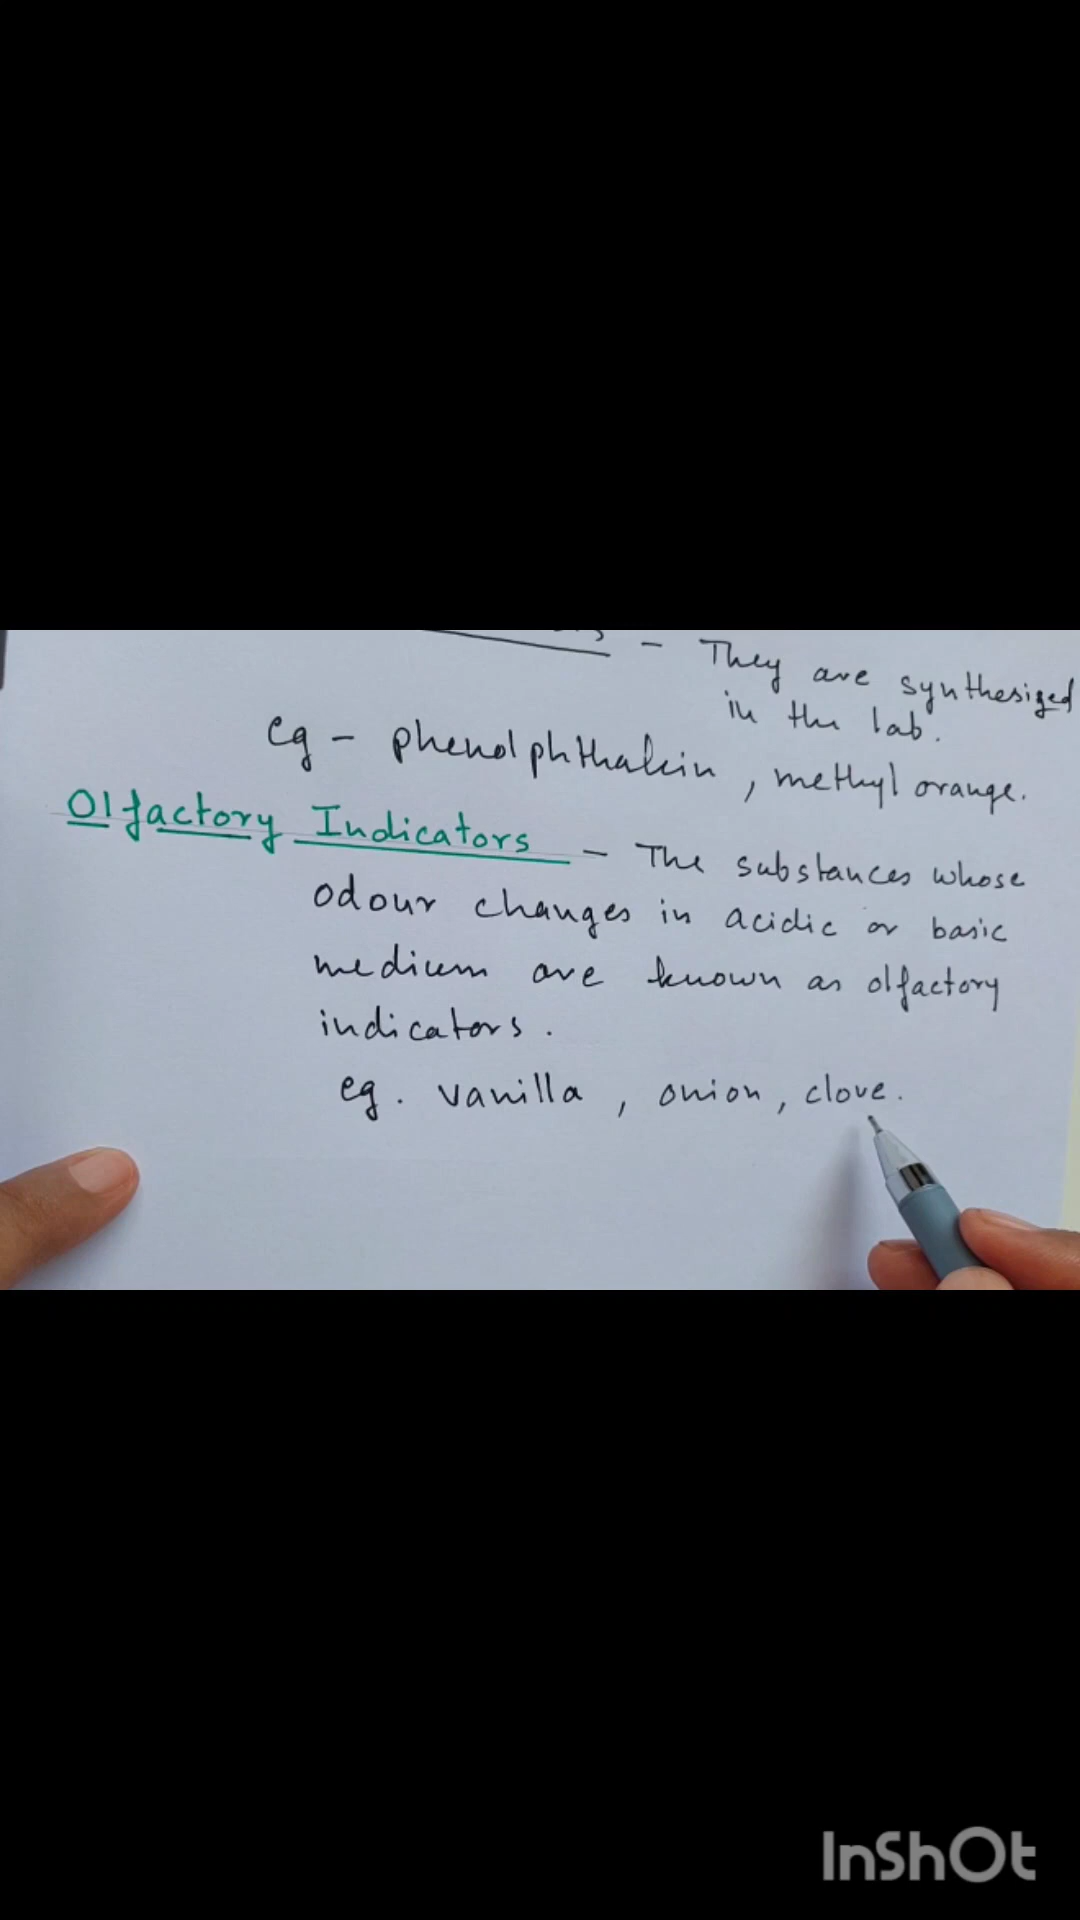 - They are synthesized
in the lab.
eg - phenolphthalein, methyl orange.
Olfactory Indicators - The substances whose
odour changes in acidic or basic
medium are known as olfactory
indicators.
eg. vanilla, onion, clove.
InShOt